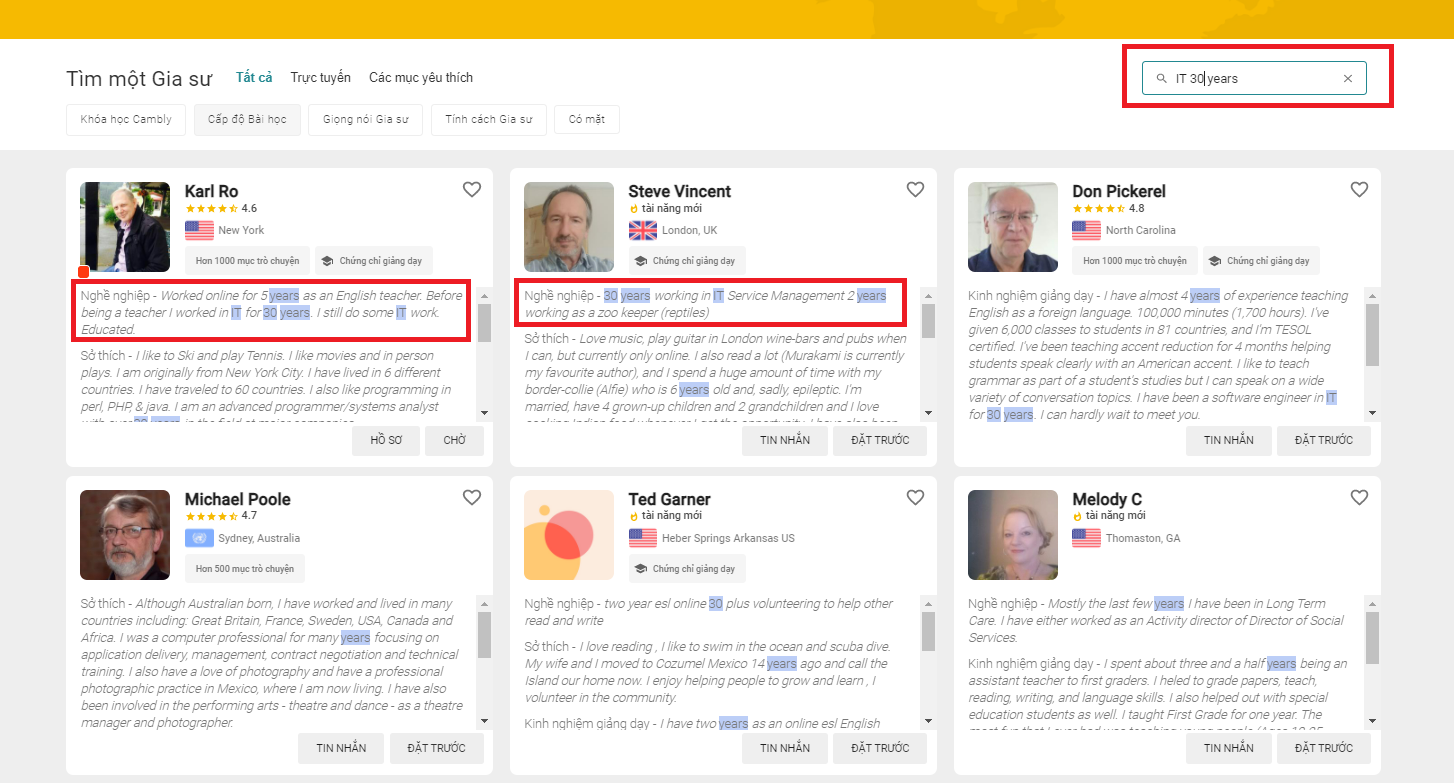 Tìm một Gia sư
Tất cả
Trực tuyến
Các mục yêu thích
IT 30 years
Khóa học Cambly
Cấp độ Bài học
Giọng nói Gia sư
Tính cách Gia sư
Có mặt
Karl Ro
4.6
New York
Hơn 1000 mục trò chuyện
Chứng chỉ giảng dạy
Nghề nghiệp - Worked online for 5 years as an English teacher. Before
being a teacher I worked in IT for 30 years. I still do some IT work.
Educated.
Sở thích - I like to Ski and play Tennis. I like movies and in person
plays. I am originally from New York City. I have lived in 6 different
countries. I have traveled to 60 countries. I also like programming in
perl, PHP, & java. I am an advanced programmer/systems analyst
with over 30 years in the field at major companies.
HỒ SƠ
CHỜ
Steve Vincent
tài năng mới
London, UK
Chứng chỉ giảng dạy
Nghề nghiệp - 30 years working in IT Service Management 2 years
working as a zoo keeper (reptiles)
Sở thích - Love music, play guitar in London wine-bars and pubs when
I can, but currently only online. I also read a lot (Murakami is currently
my favourite author), and I spend a huge amount of time with my
border-collie (Alfie) who is 6 years old and, sadly, epileptic. I'm
married, have 4 grown-up children and 2 grandchildren and I love
cooking Indian food whenever I get the opportunity. I have also been
TIN NHẮN
ĐẶT TRƯỚC
Don Pickerel
4.8
North Carolina
Hơn 1000 mục trò chuyện
Chứng chỉ giảng dạy
Kinh nghiệm giảng dạy - I have almost 4 years of experience teaching
English as a foreign language. 100,000 minutes (1,700 hours). I've
given 6,000 classes to students in 81 countries, and I'm TESOL
certified. I've been teaching accent reduction for 4 months helping
students speak clearly with an American accent. I like to teach
grammar as part of a student's studies but I can speak on a wide
variety of conversation topics. I have been a software engineer in IT
for 30 years. I can hardly wait to meet you.
TIN NHẮN
ĐẶT TRƯỚC
Michael Poole
4.7
Sydney, Australia
Hơn 500 mục trò chuyện
Sở thích - Although Australian born, I have worked and lived in many
countries including: Great Britain, France, Sweden, USA, Canada and
Africa. I was a computer professional for many years focusing on
application delivery, management, contract negotiation and technical
training. I also have a love of photography and have a professional
photographic practice in Mexico, where I am now living. I have also
been involved in the performing arts - theatre and dance - as a theatre
manager and photographer.
TIN NHẮN
ĐẶT TRƯỚC
Ted Garner
tài năng mới
Heber Springs Arkansas US
Chứng chỉ giảng dạy
Nghề nghiệp - two year esl online 30 plus volunteering to help other
read and write
Sở thích - I love reading , I like to swim in the ocean and scuba dive.
My wife and I moved to Cozumel Mexico 14 years ago and call the
Island our home now. I enjoy helping people to grow and learn , I
volunteer in the community.
Kinh nghiệm giảng dạy - I have two years as an online esl English
TIN NHẮN
ĐẶT TRƯỚC
Melody C
tài năng mới
Thomaston, GA
Nghề nghiệp - Mostly the last few years I have been in Long Term
Care. I have either worked as an Activity director of Director of Social
Services.
Kinh nghiệm giảng dạy - I spent about three and a half years being an
assistant teacher to first graders. I heled to grade papers, teach,
reading, writing, and language skills. I also helped out with special
education students as well. I taught First Grade for one year. The
most fun that I ever had was teaching young people
TIN NHẮN
ĐẶT TRƯỚC